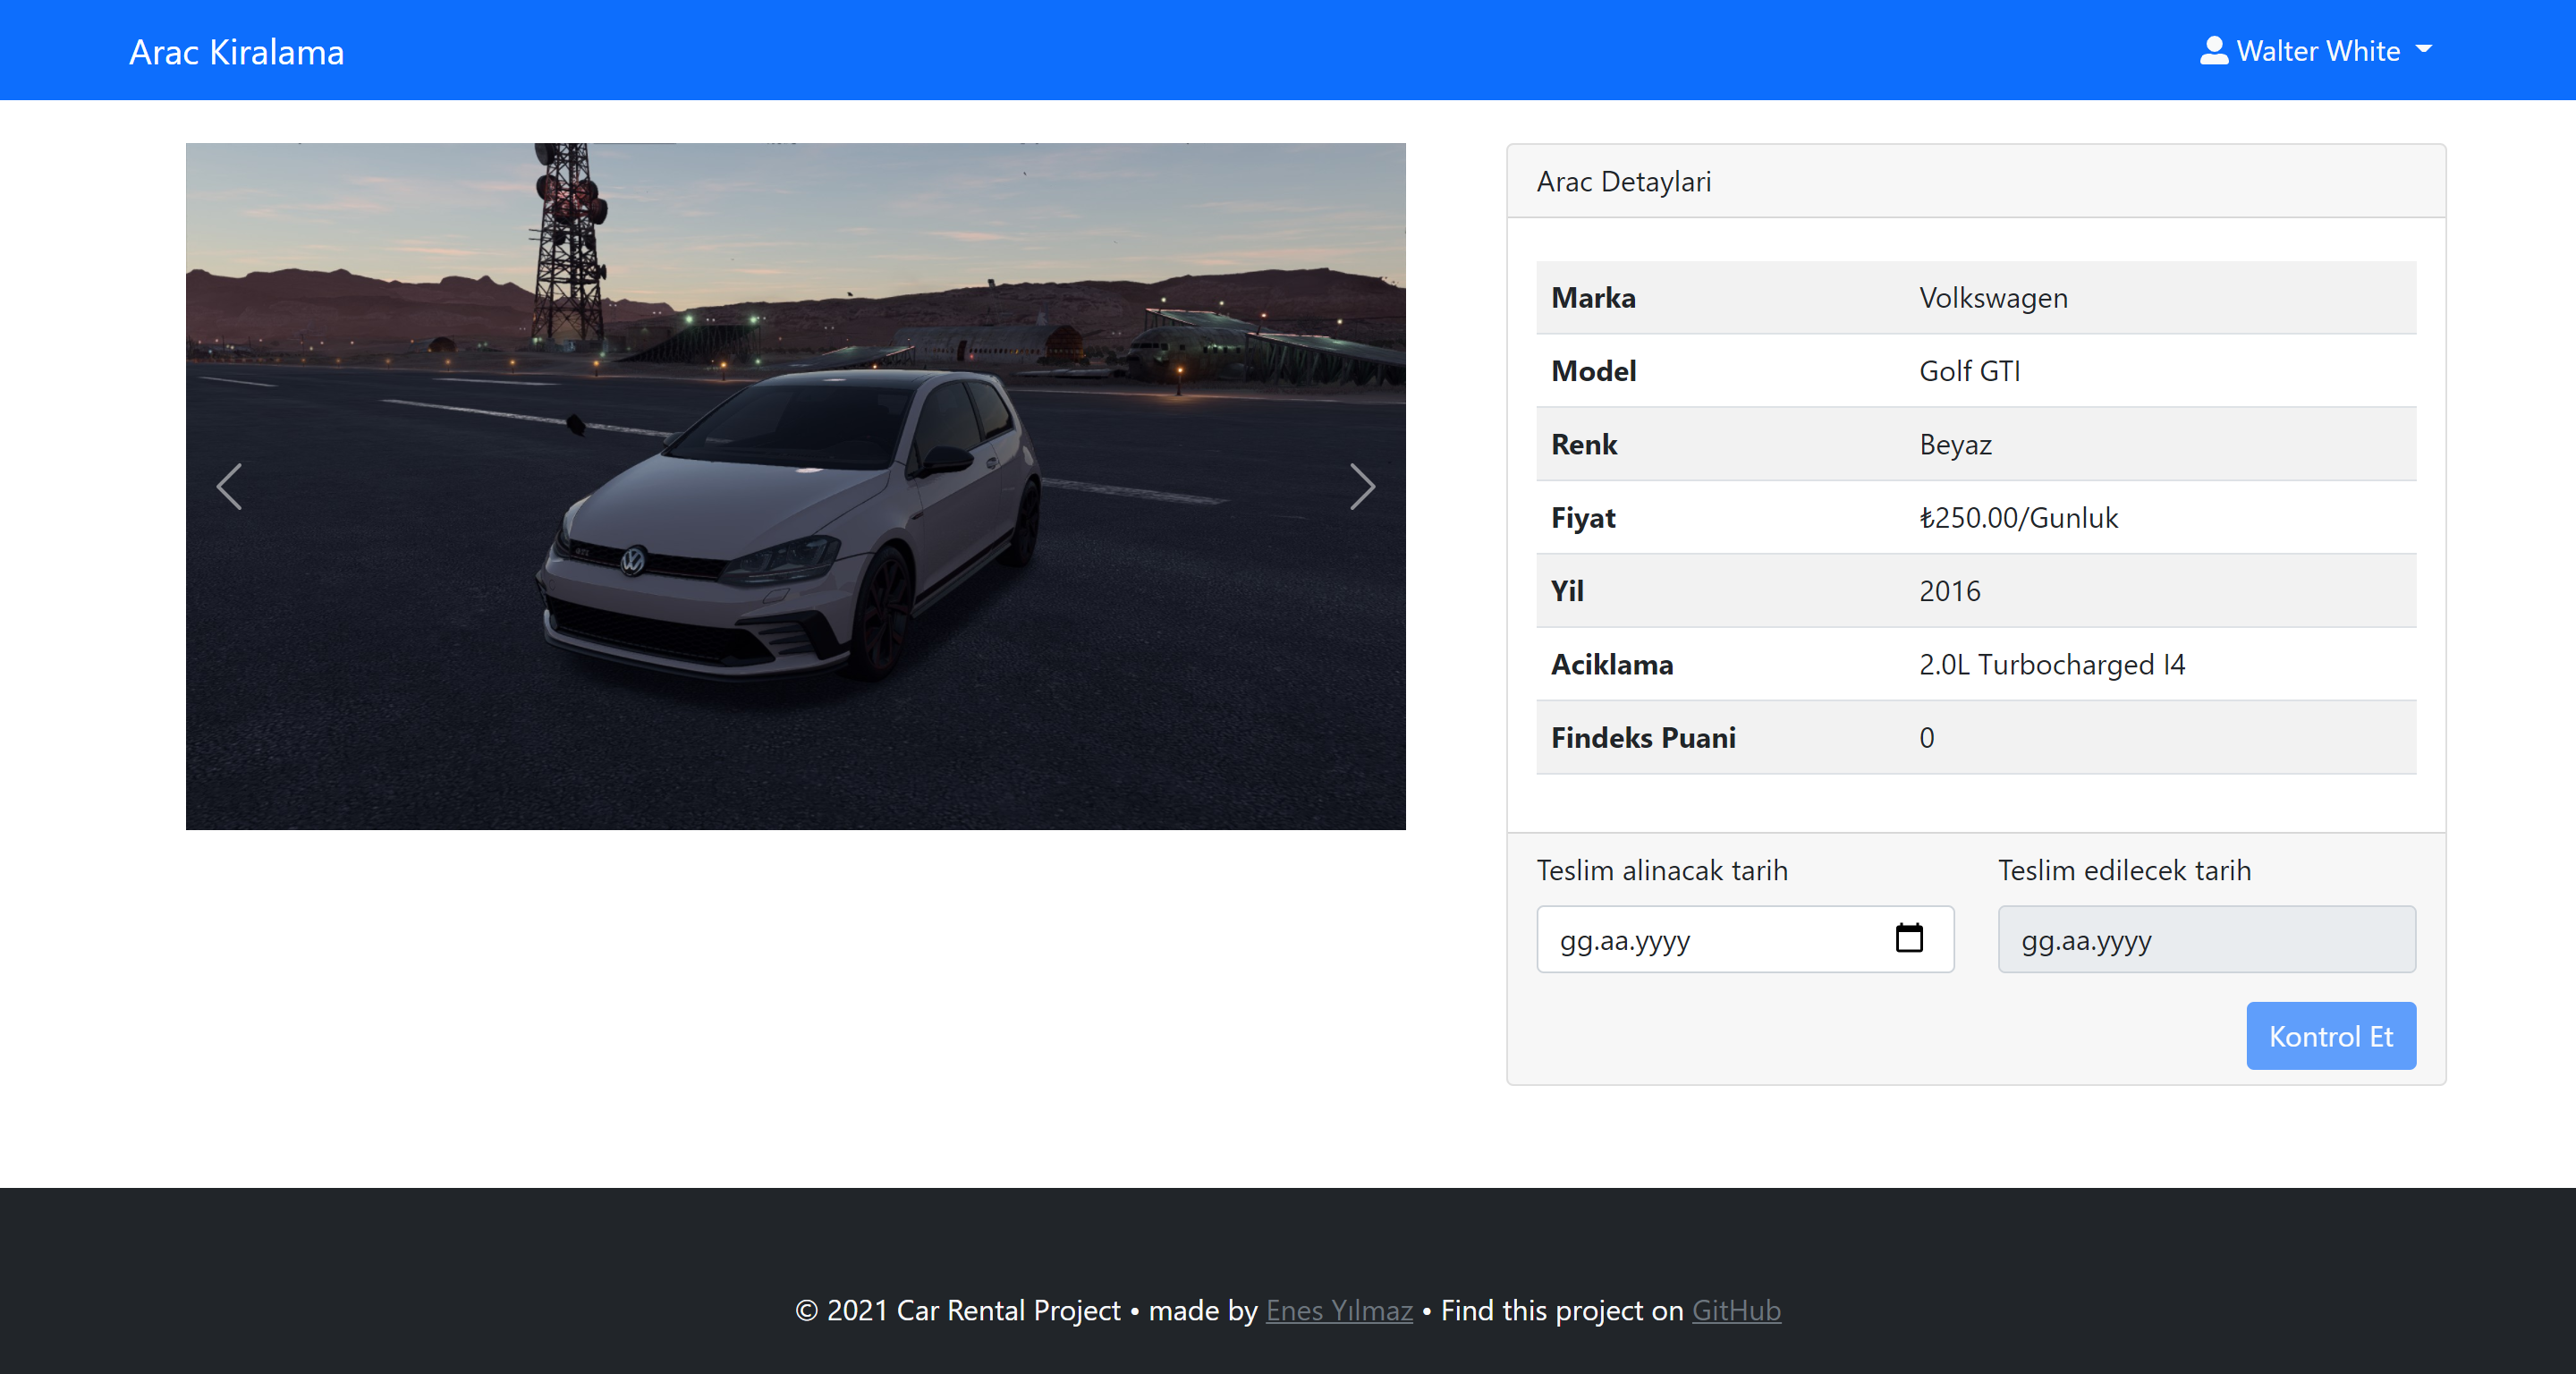 Arac Kiralama
Walter White
Arac Detaylari
Marka Volkswagen
Model Golf GTI
Renk Beyaz
Fiyat ₺250.00/Gunluk
Yil 2016
Aciklama 2.0L Turbocharged I4
Findeks Puani 0
Teslim alinacak tarih Teslim edilecek tarih
gg.aa.yyyy gg.aa.yyyy
Kontrol Et
© 2021 Car Rental Project • made by Enes Yılmaz • Find this project on GitHub